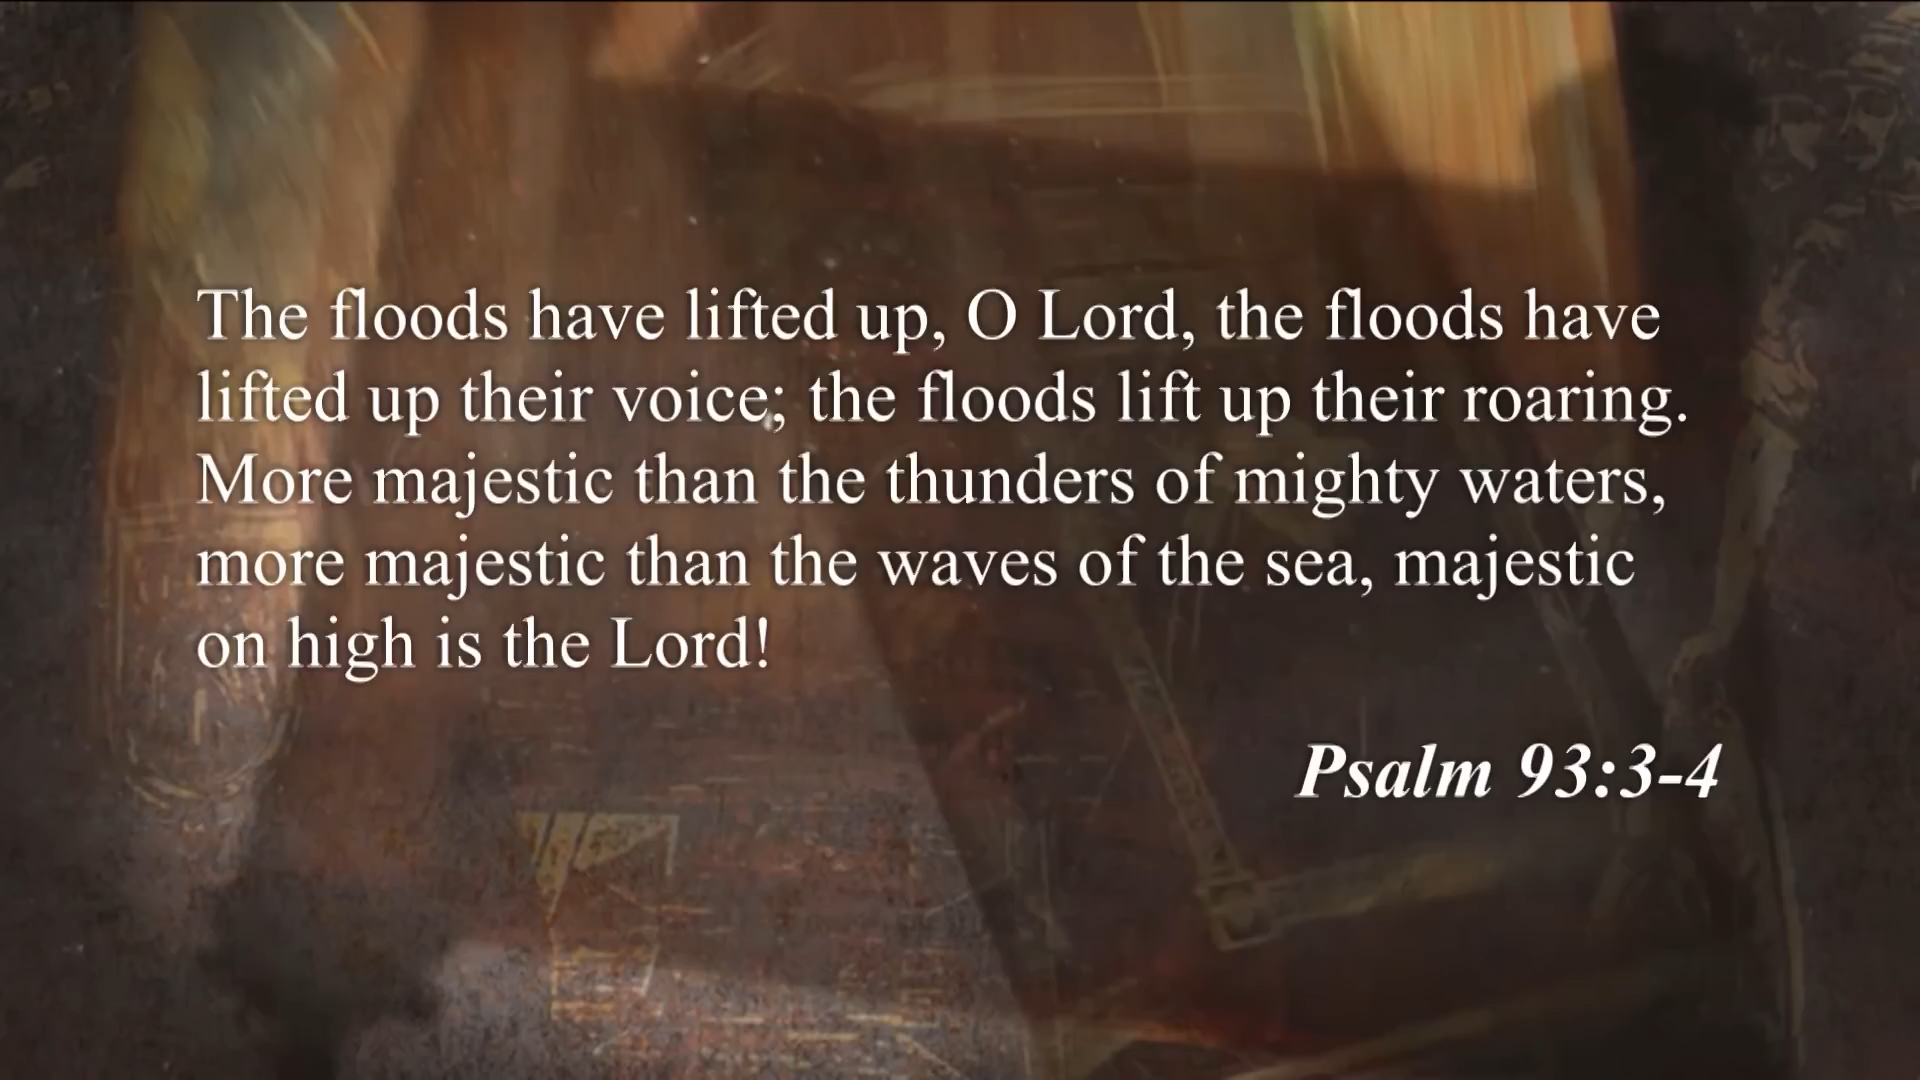 The floods have lifted up, O Lord, the floods have
lifted up their voice; the floods lift up their roaring.
More majestic than the thunders of mighty waters,
more majestic than the waves of the sea, majestic
on high is the Lord!
Psalm 93:3-4